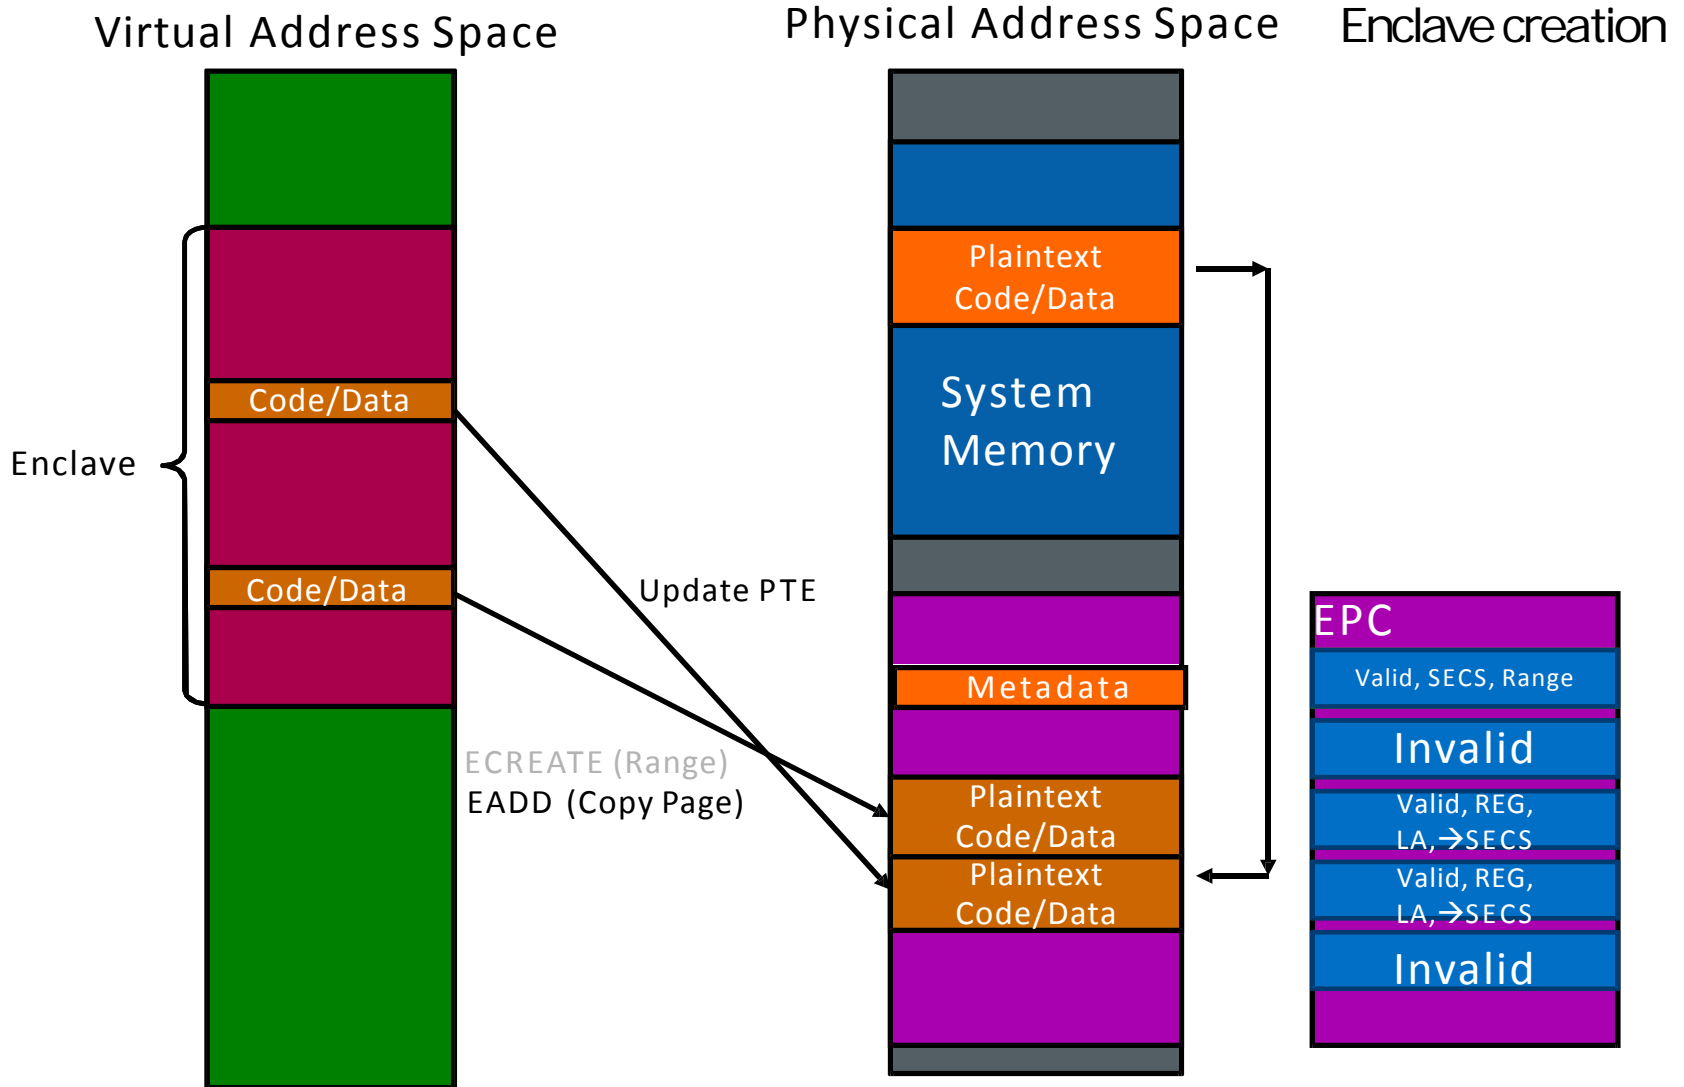 Virtual Address Space
Physical Address Space
Enclave creation
Plaintext
Code/Data
Code/Data
System
Memory
Enclave
Code/Data
Update PTE
EPC
Metadata
Valid, SECS, Range
Invalid
ECREATE (Range)
EADD (Copy Page)
Plaintext
Code/Data
Plaintext
Code/Data
Valid, REG,
LA,→SECS
Valid, REG,
LA,→SECS
Invalid